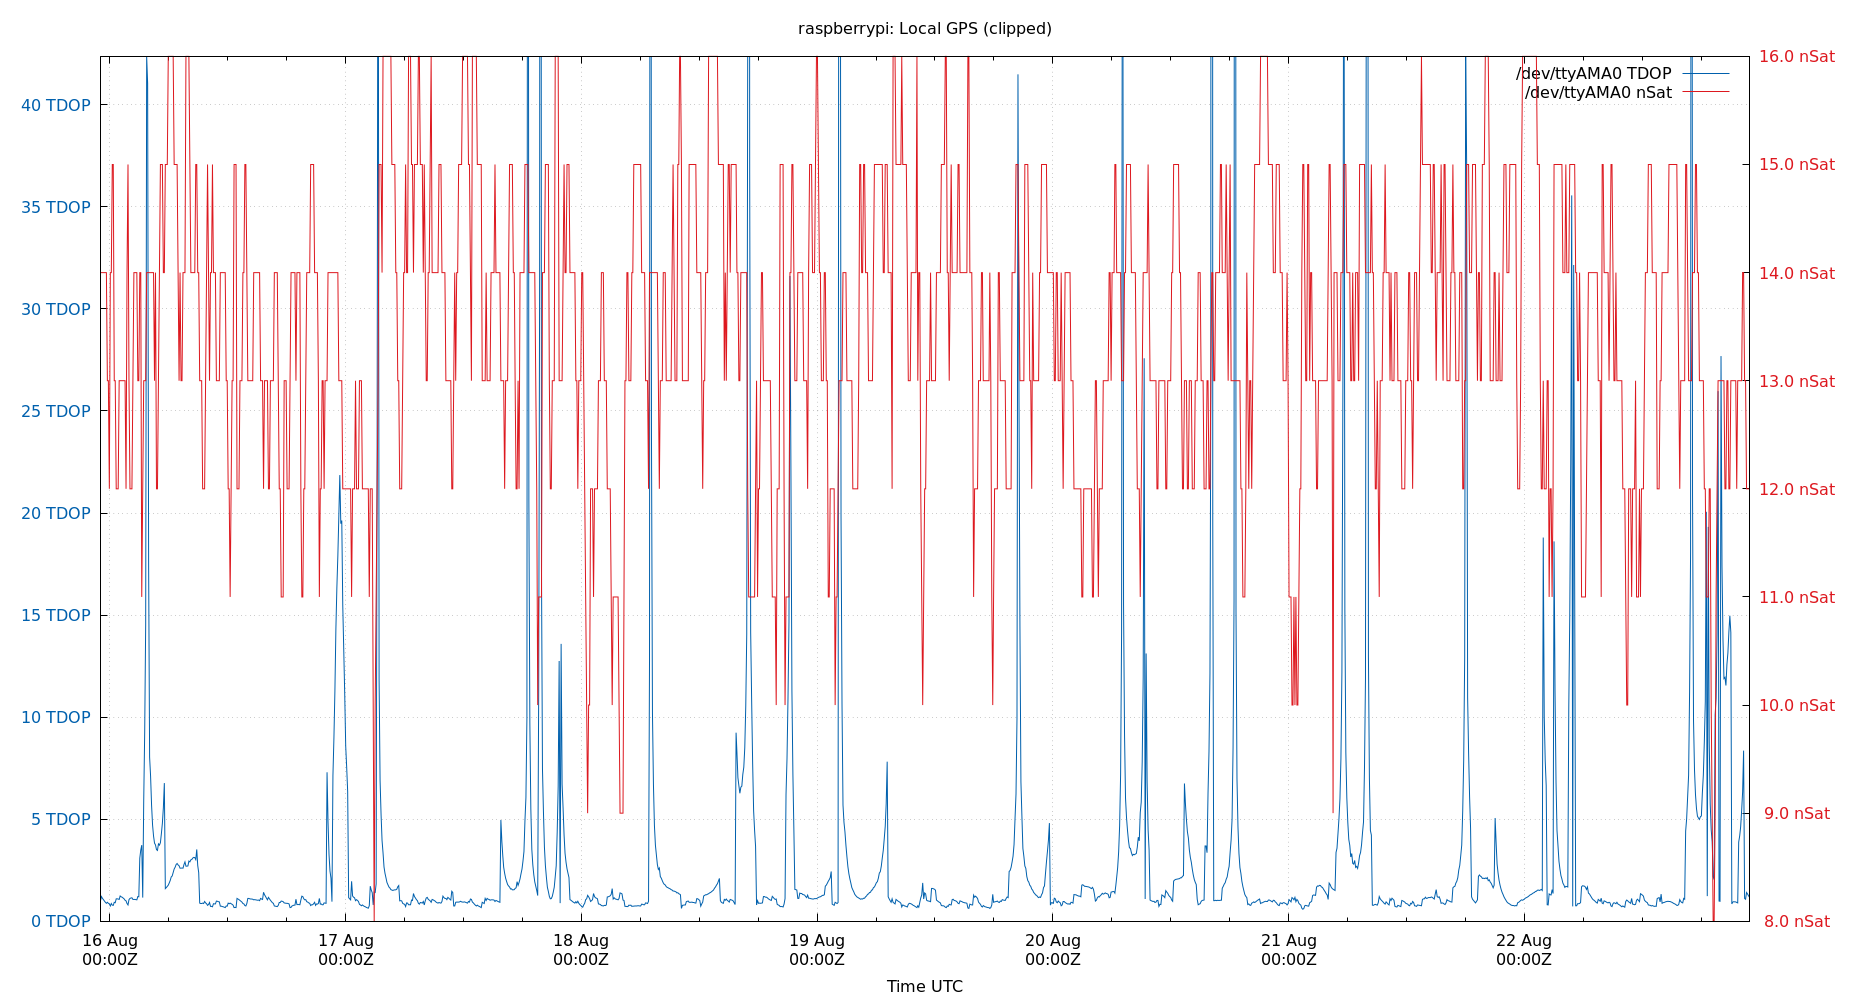 raspberrypi: Local GPS (clipped)
/dev/ttyAMA0 TDOP
/dev/ttyAMA0 nSat
40 TDOP
35 TDOP
30 TDOP
25 TDOP
20 TDOP
15 TDOP
10 TDOP
5 TDOP
0 TDOP
16.0 nSat
15.0 nSat
14.0 nSat
13.0 nSat
12.0 nSat
11.0 nSat
10.0 nSat
9.0 nSat
8.0 nSat
16 Aug
00:00Z
17 Aug
00:00Z
18 Aug
00:00Z
19 Aug
00:00Z
20 Aug
00:00Z
21 Aug
00:00Z
22 Aug
00:00Z
Time UTC